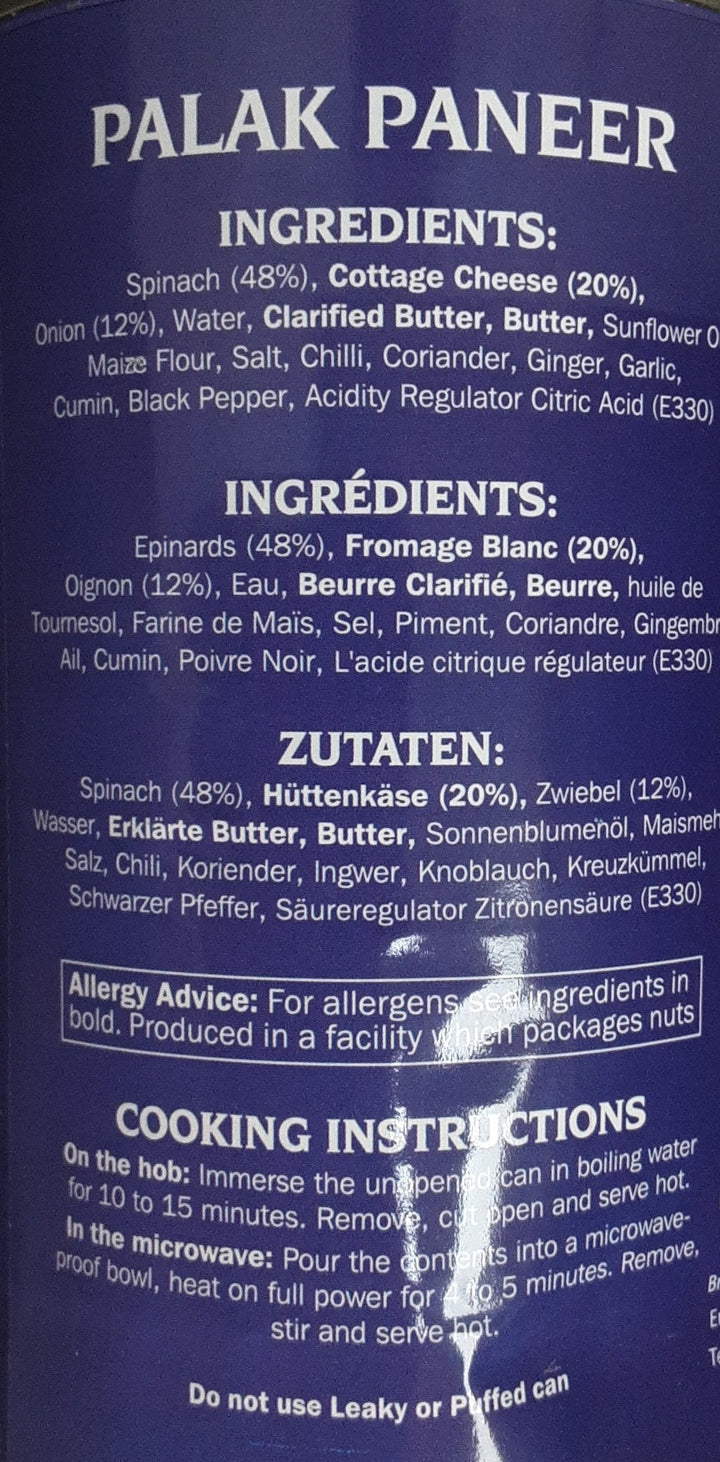 PALAK PANEER
INGREDIENTS:
Spinach (48%), Cottage Cheese (20%),
Onion (12%), Water, Clarified Butter, Butter, Sunflower O
Maize Flour, Salt, Chilli, Coriander, Ginger, Garlic,
Cumin, Black Pepper, Acidity Regulator Citric Acid (E330)
INGRÉDIENTS:
Epinards (48%), Fromage Blanc (20%),
Oignon (12%), Eau, Beurre Clarifié, Beurre, huile de
Tournesol, Farine de Maïs, Sel, Piment, Coriandre, Gingembr
Ail, Cumin, Poivre Noir, L'acide citrique régulateur (E330)
ZUTATEN:
Spinach (48%), Hüttenkäse (20%), Zwiebel (12%),
Wasser, Erklärte Butter, Butter, Sonnenblumenöl, Maismeh
Salz, Chili, Koriender, Ingwer, Knoblauch, Kreuzkümmel,
Schwarzer Pfeffer, Säureregulator Zitronensäure (E330)
Allergy Advice: For allergens see ingredients in
bold. Produced in a facility which packages nuts
COOKING INSTRUCTIONS
On the hob: Immerse the unopened can in boiling water
for 10 to 15 minutes. Remove, cut open and serve hot.
In the microwave: Pour the contents into a microwave-
proof bowl, heat on full power for 4 to 5 minutes. Remove,
stir and serve hot.
Do not use Leaky or Puffed can